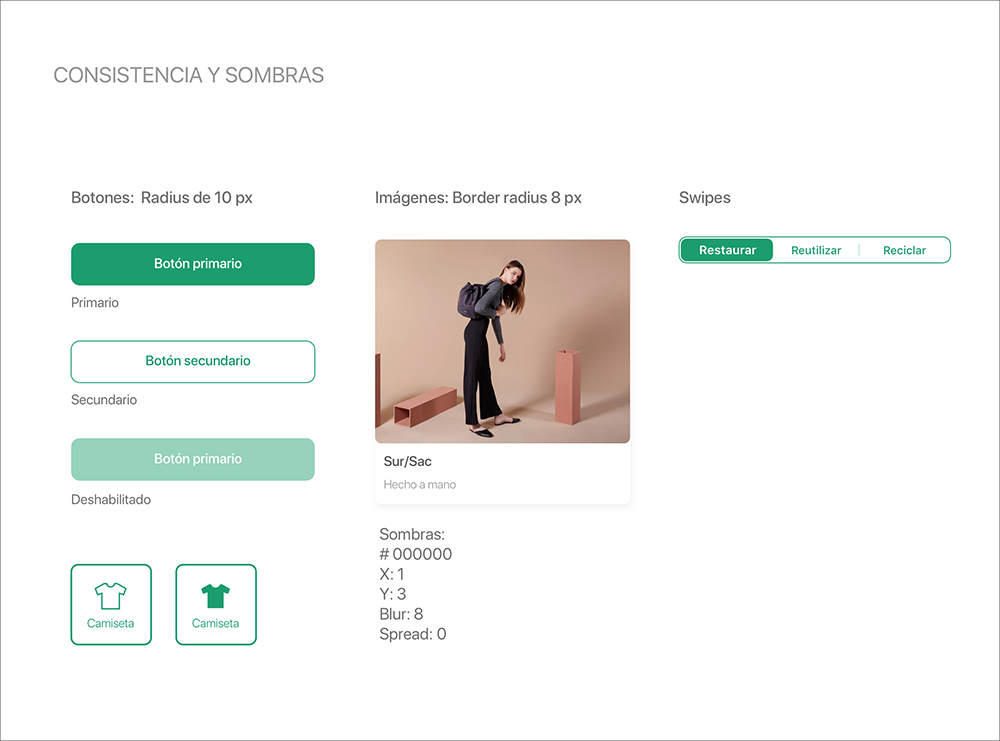 CONSISTENCIA Y SOMBRAS
Botones: Radius de 10 px
Botón primario
Primario
Botón secundario
Secundario
Botón primario
Deshabilitado
Camiseta
Camiseta
Imágenes: Border radius 8 px
Sur/Sac
Hecho a mano
Sombras:
# 000000
X: 1
Y: 3
Blur: 8
Spread: 0
Swipes
Restaurar Reutilizar Reciclar